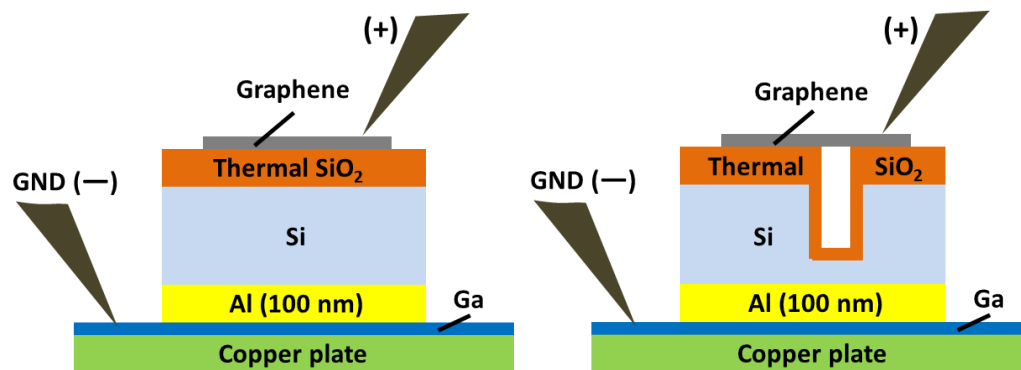 (+)
Graphene
Thermal SiO₂
GND (—)
Si
Al (100 nm)
Ga
Copper plate
(+)
Graphene
Thermal SiO₂
GND (—)
Si
Al (100 nm)
Ga
Copper plate